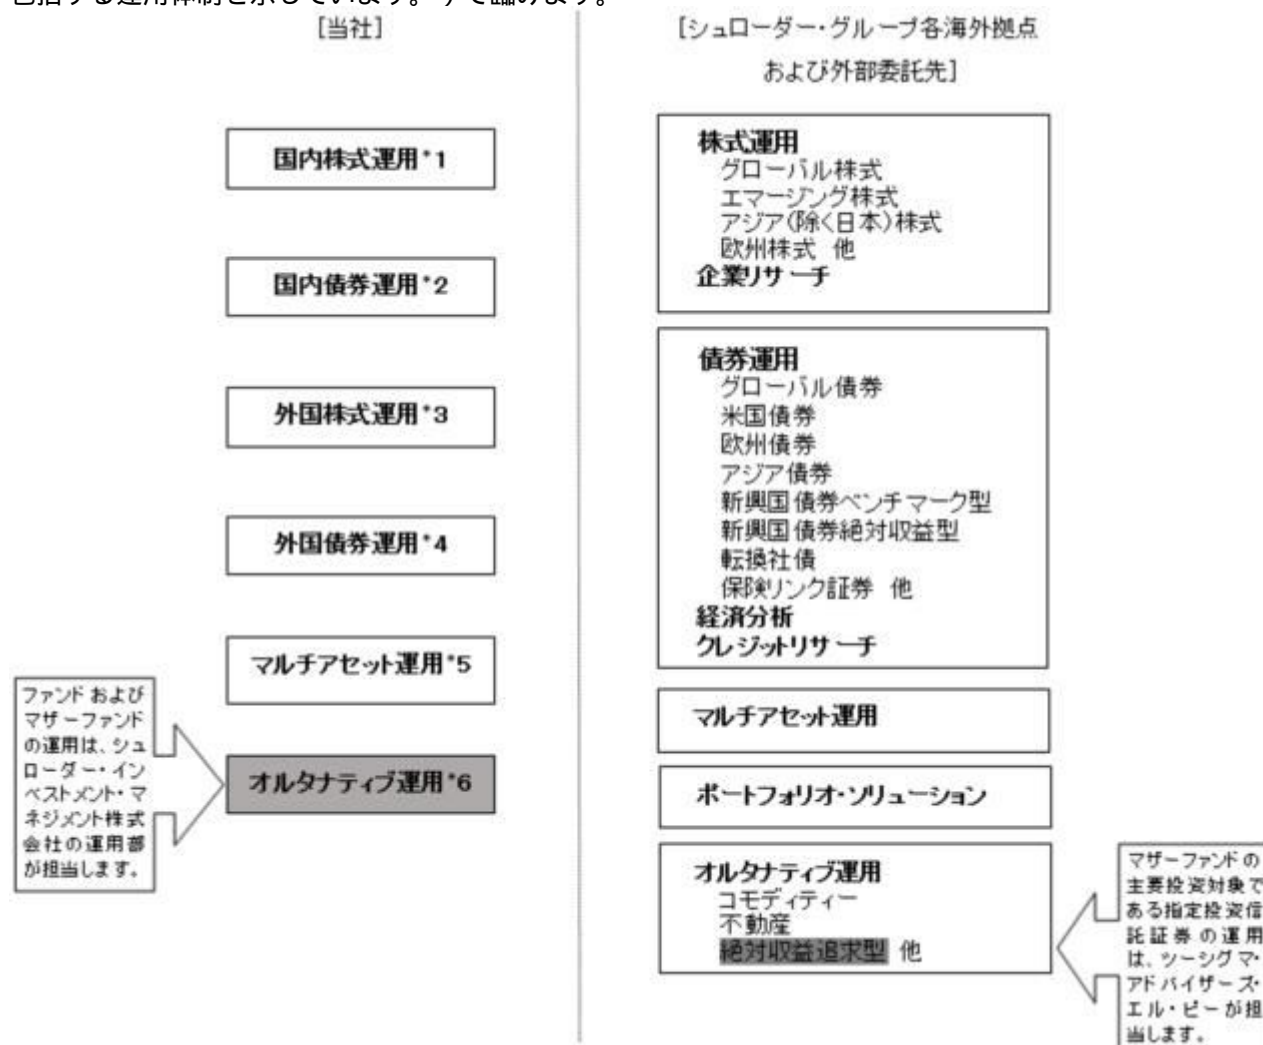 [当社]
国内株式運用*1
国内債券運用*2
外国株式運用*3
外国債券運用*4
マルチアセット運用*5
オルタナティブ運用*6
ファンド および
マザーファンド
の運用は、シュ
ローダー・イン
ベストメント・マ
ネジメント株式
会社の運用部
が担当します。
[シュローダー・グループ各海外拠点
および外部委託先]
株式運用
グローバル株式
エマージング株式
アジア(除く日本)株式
欧州株式 他
企業リサーチ
債券運用
グローバル債券
米国債券
欧州債券
アジア債券
新興国債券ベンチマーク型
新興国債券絶対収益型
転換社債
保険リンク証券 他
経済分析
クレジットリサーチ
マルチアセット運用
ポートフォリオ・ソリューション
オルタナティブ運用
コモディティー
不動産
絶対収益追求型 他
マザーファンドの
主要投資対象で
ある指定投資信
託証券の運用
は、ツーシグマ・
アドバイザーズ・
エル・ピーが担
当します。